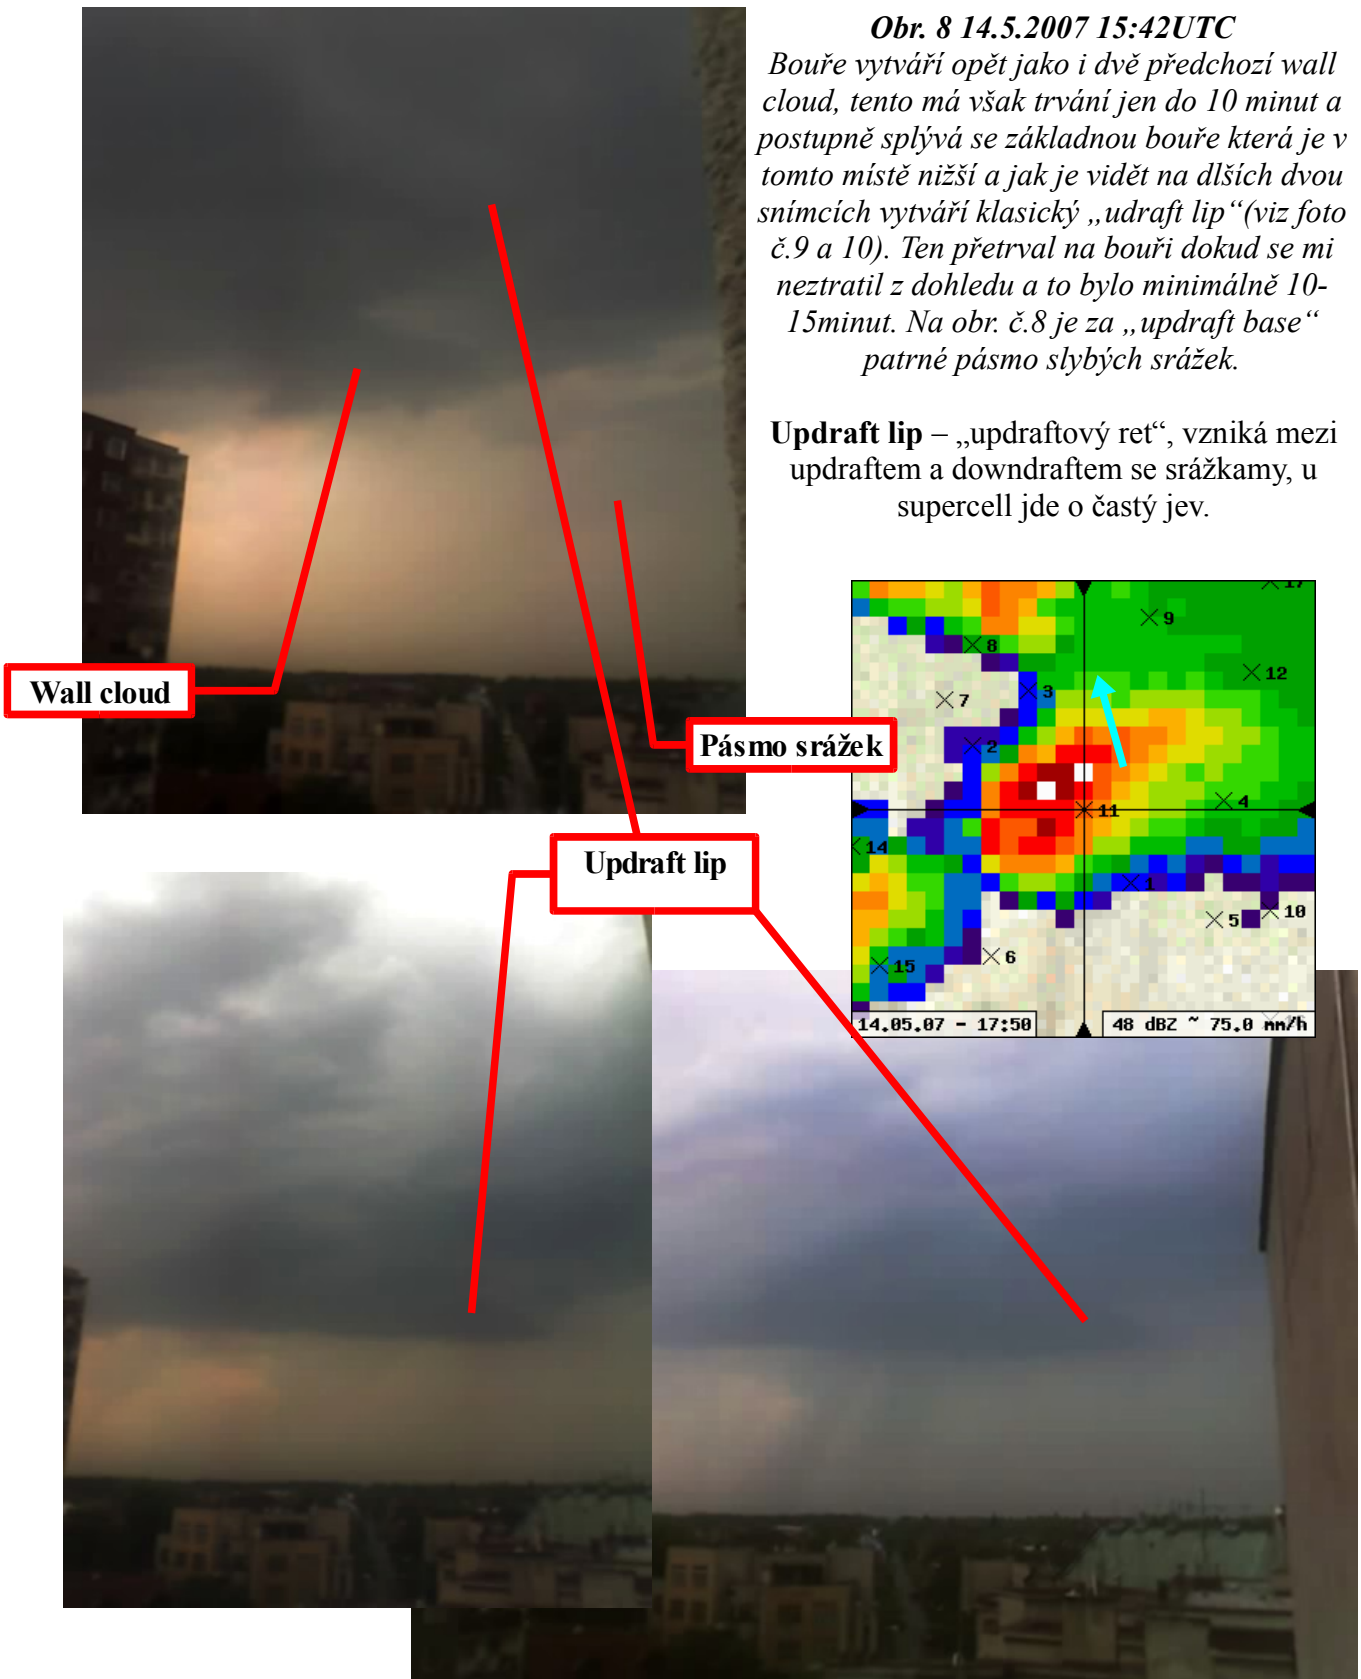 Obr. 8 14.5.2007 15:42UTC
Bouře vytváří opět jako i dvě předchozí wall
cloud, tento má však trvání jen do 10 minut a
postupně splývá se základnou bouře která je v
tomto místě nižší a jak je vidět na dlších dvou
snímcích vytváří klasický „udraft lip“(viz foto
č.9 a 10). Ten přetrval na bouři dokud se mi
neztratil z dohledu a to bylo minimálně 10-
15minut. Na obr. č.8 je za „updraft base“
patrné pásmo slybých srážek.
Updraft lip – „updraftový ret“, vzniká mezi
updraftem a downdraftem se srážkamy, u
supercell jde o častý jev.
Wall cloud
Pásmo srážek
Updraft lip
17
9
8
12
7
3
2
4
11
14
1
5
10
6
15
14.05.07 - 17:50
48 dBZ ~ 75.0 mm/h